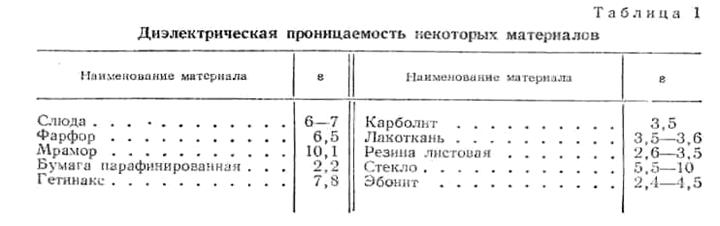 Таблица 1
Диэлектрическая проницаемость некоторых материалов
Наименование материала ε Наименование материала ε
Слюда . . . . . . . . . . . 6—7 Карболит . . . . . . . . . . 3,5
Фарфор . . . . . . . . . . 6,5 Лакоткань . . . . . . . . . . 3,5—3,6
Мрамор . . . . . . . . . . 10,1 Резина листовая . . . . . . . 2,6—3,5
Бумага парафинированная . . . 2,2 Стекло . . . . . . . . . . . . 5,5—10
Гетинакс . . . . . . . . . . 7,8 Эбонит . . . . . . . . . . . 2,4—4,5